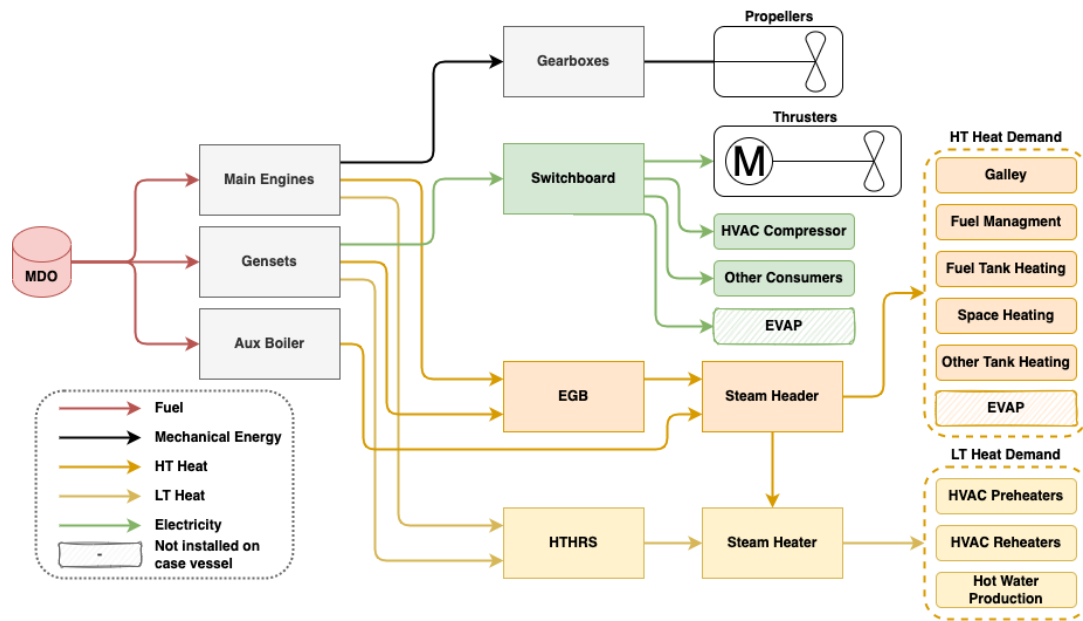 Propellers
Gearboxes
Thrusters
M
HT Heat Demand
Main Engines
Switchboard
Galley
HVAC Compressor
Fuel Managment
MDO
Gensets
Other Consumers
Fuel Tank Heating
EVAP
Space Heating
Aux Boiler
Other Tank Heating
EGB
Steam Header
EVAP
Fuel
Mechanical Energy
HT Heat
LT Heat
Electricity
-
Not installed on
case vessel
LT Heat Demand
HVAC Preheaters
HTHRS
Steam Heater
HVAC Reheaters
Hot Water
Production